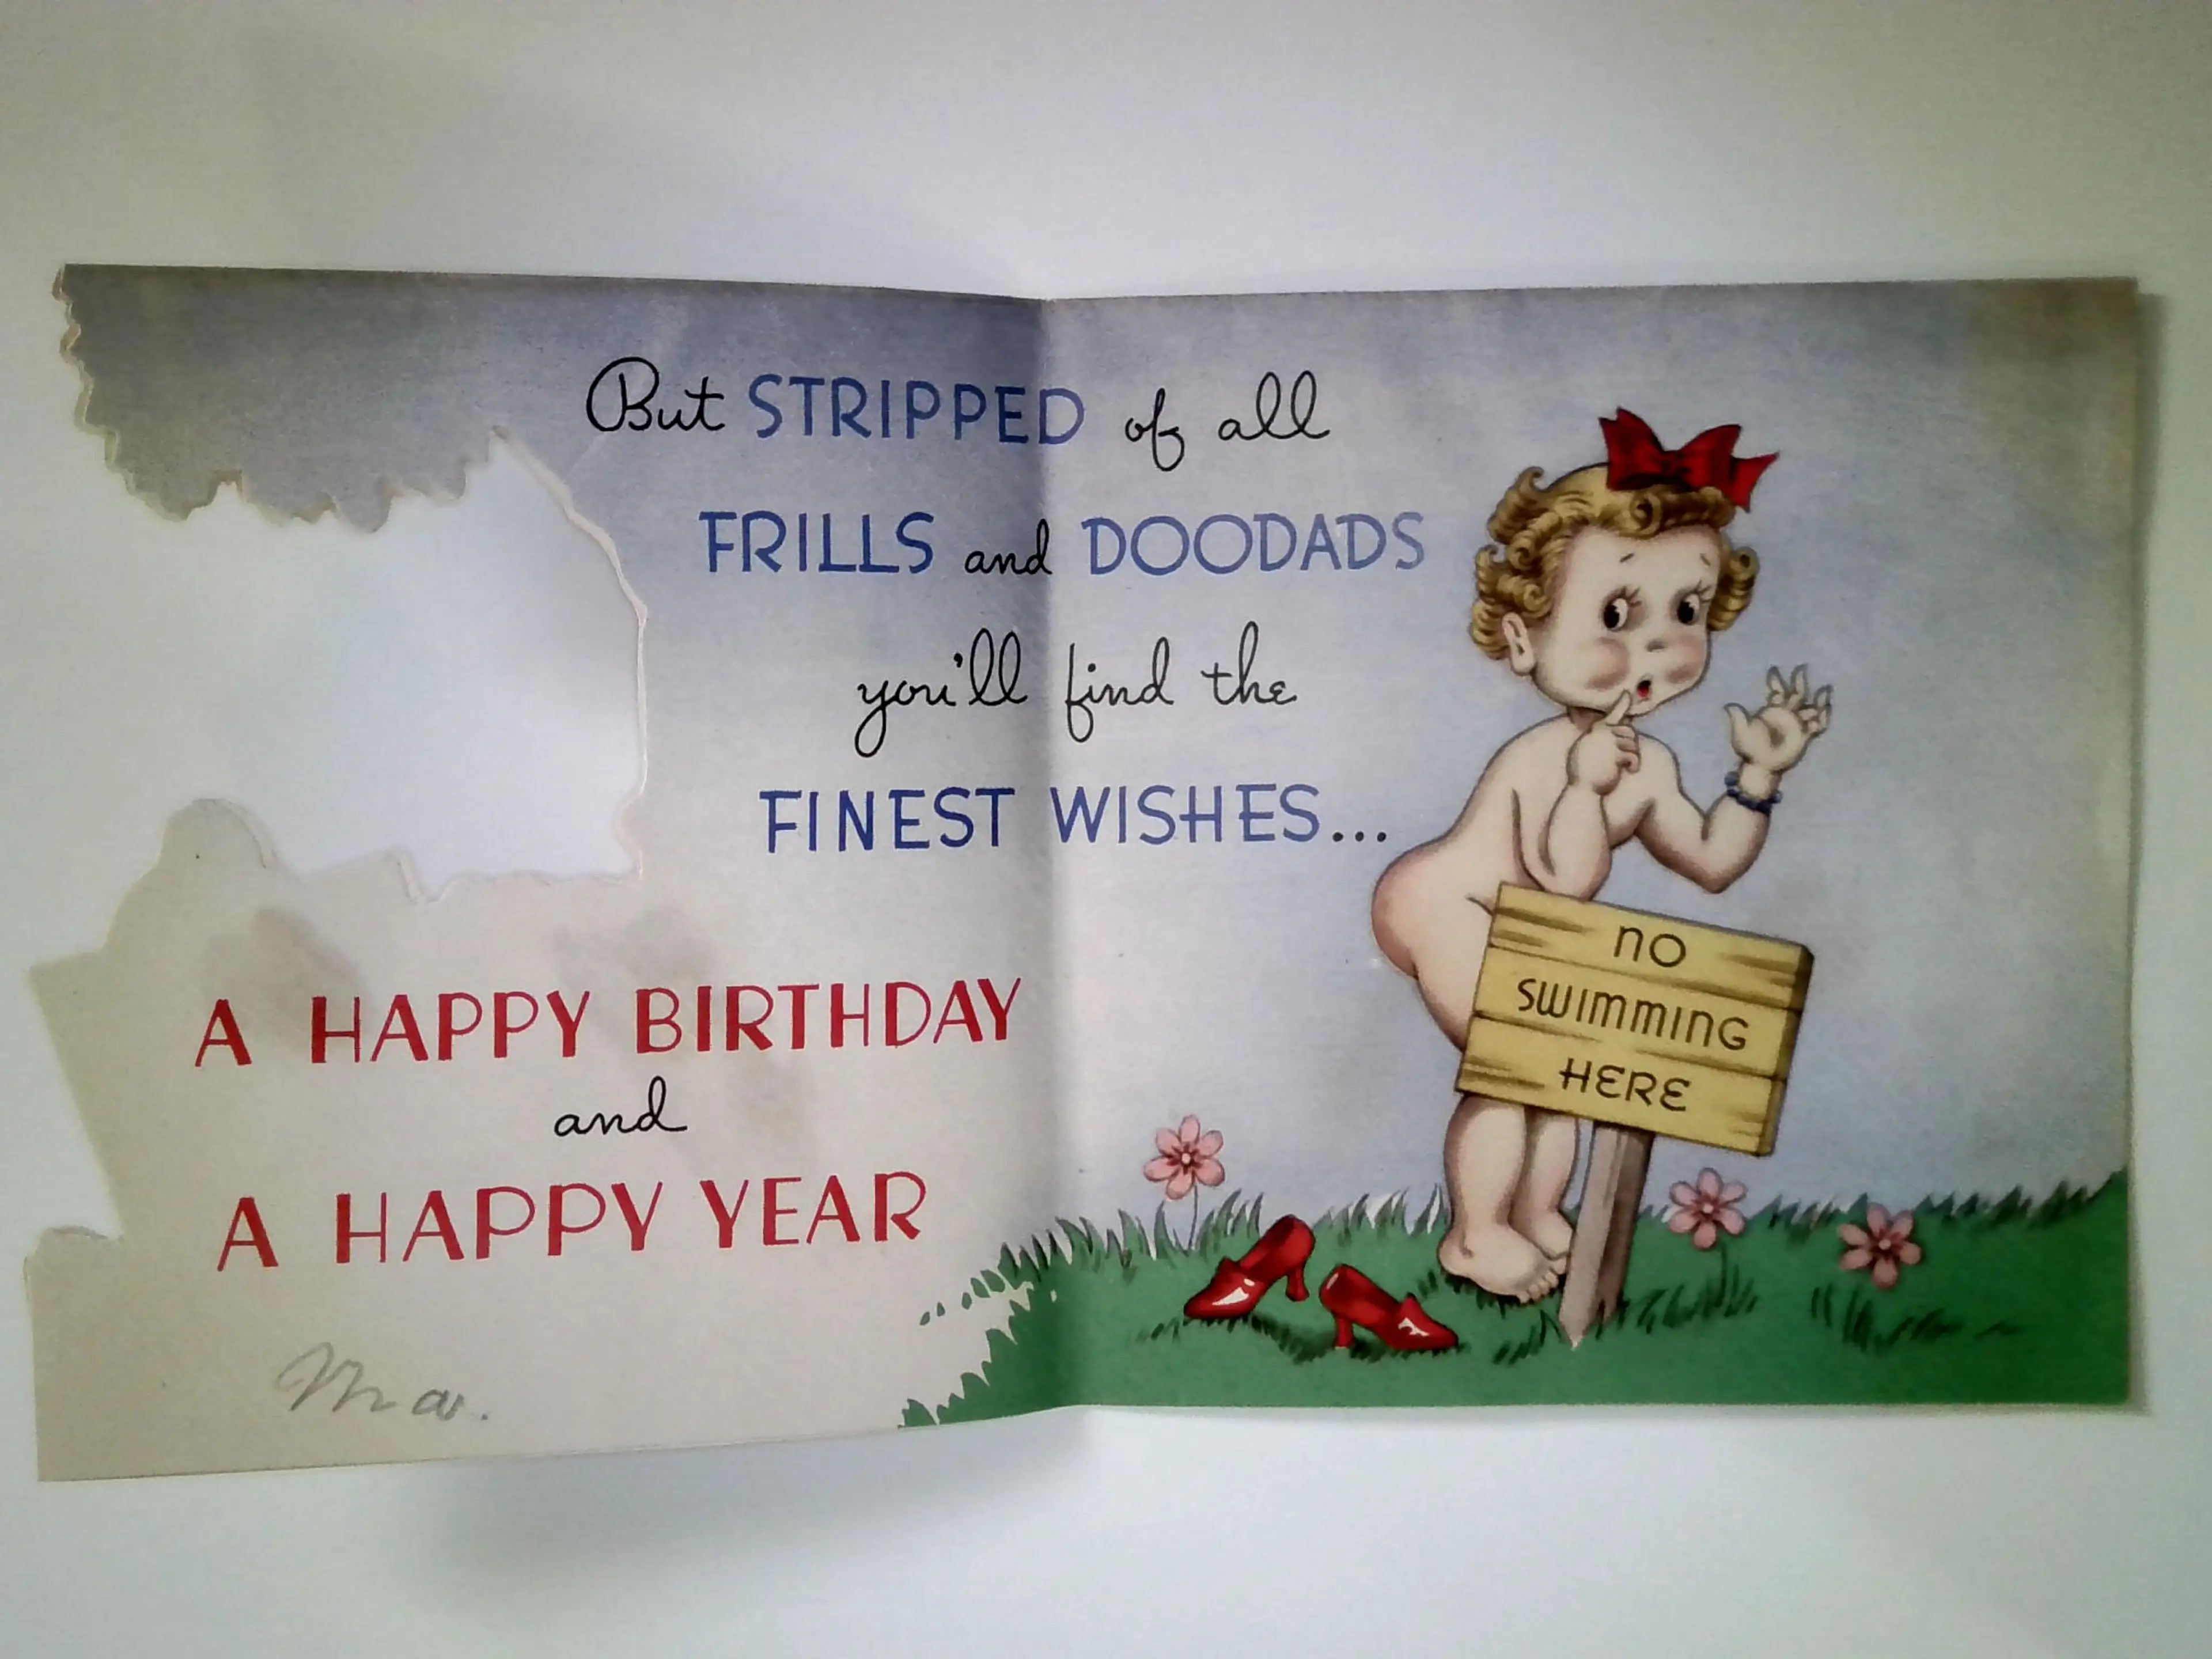 But STRIPPED of all
FRILLS and DOODADS
you'll find the
FINEST WISHES...
A HAPPY BIRTHDAY
and
A HAPPY YEAR
Ma.
NO
SWIMMING
HERE